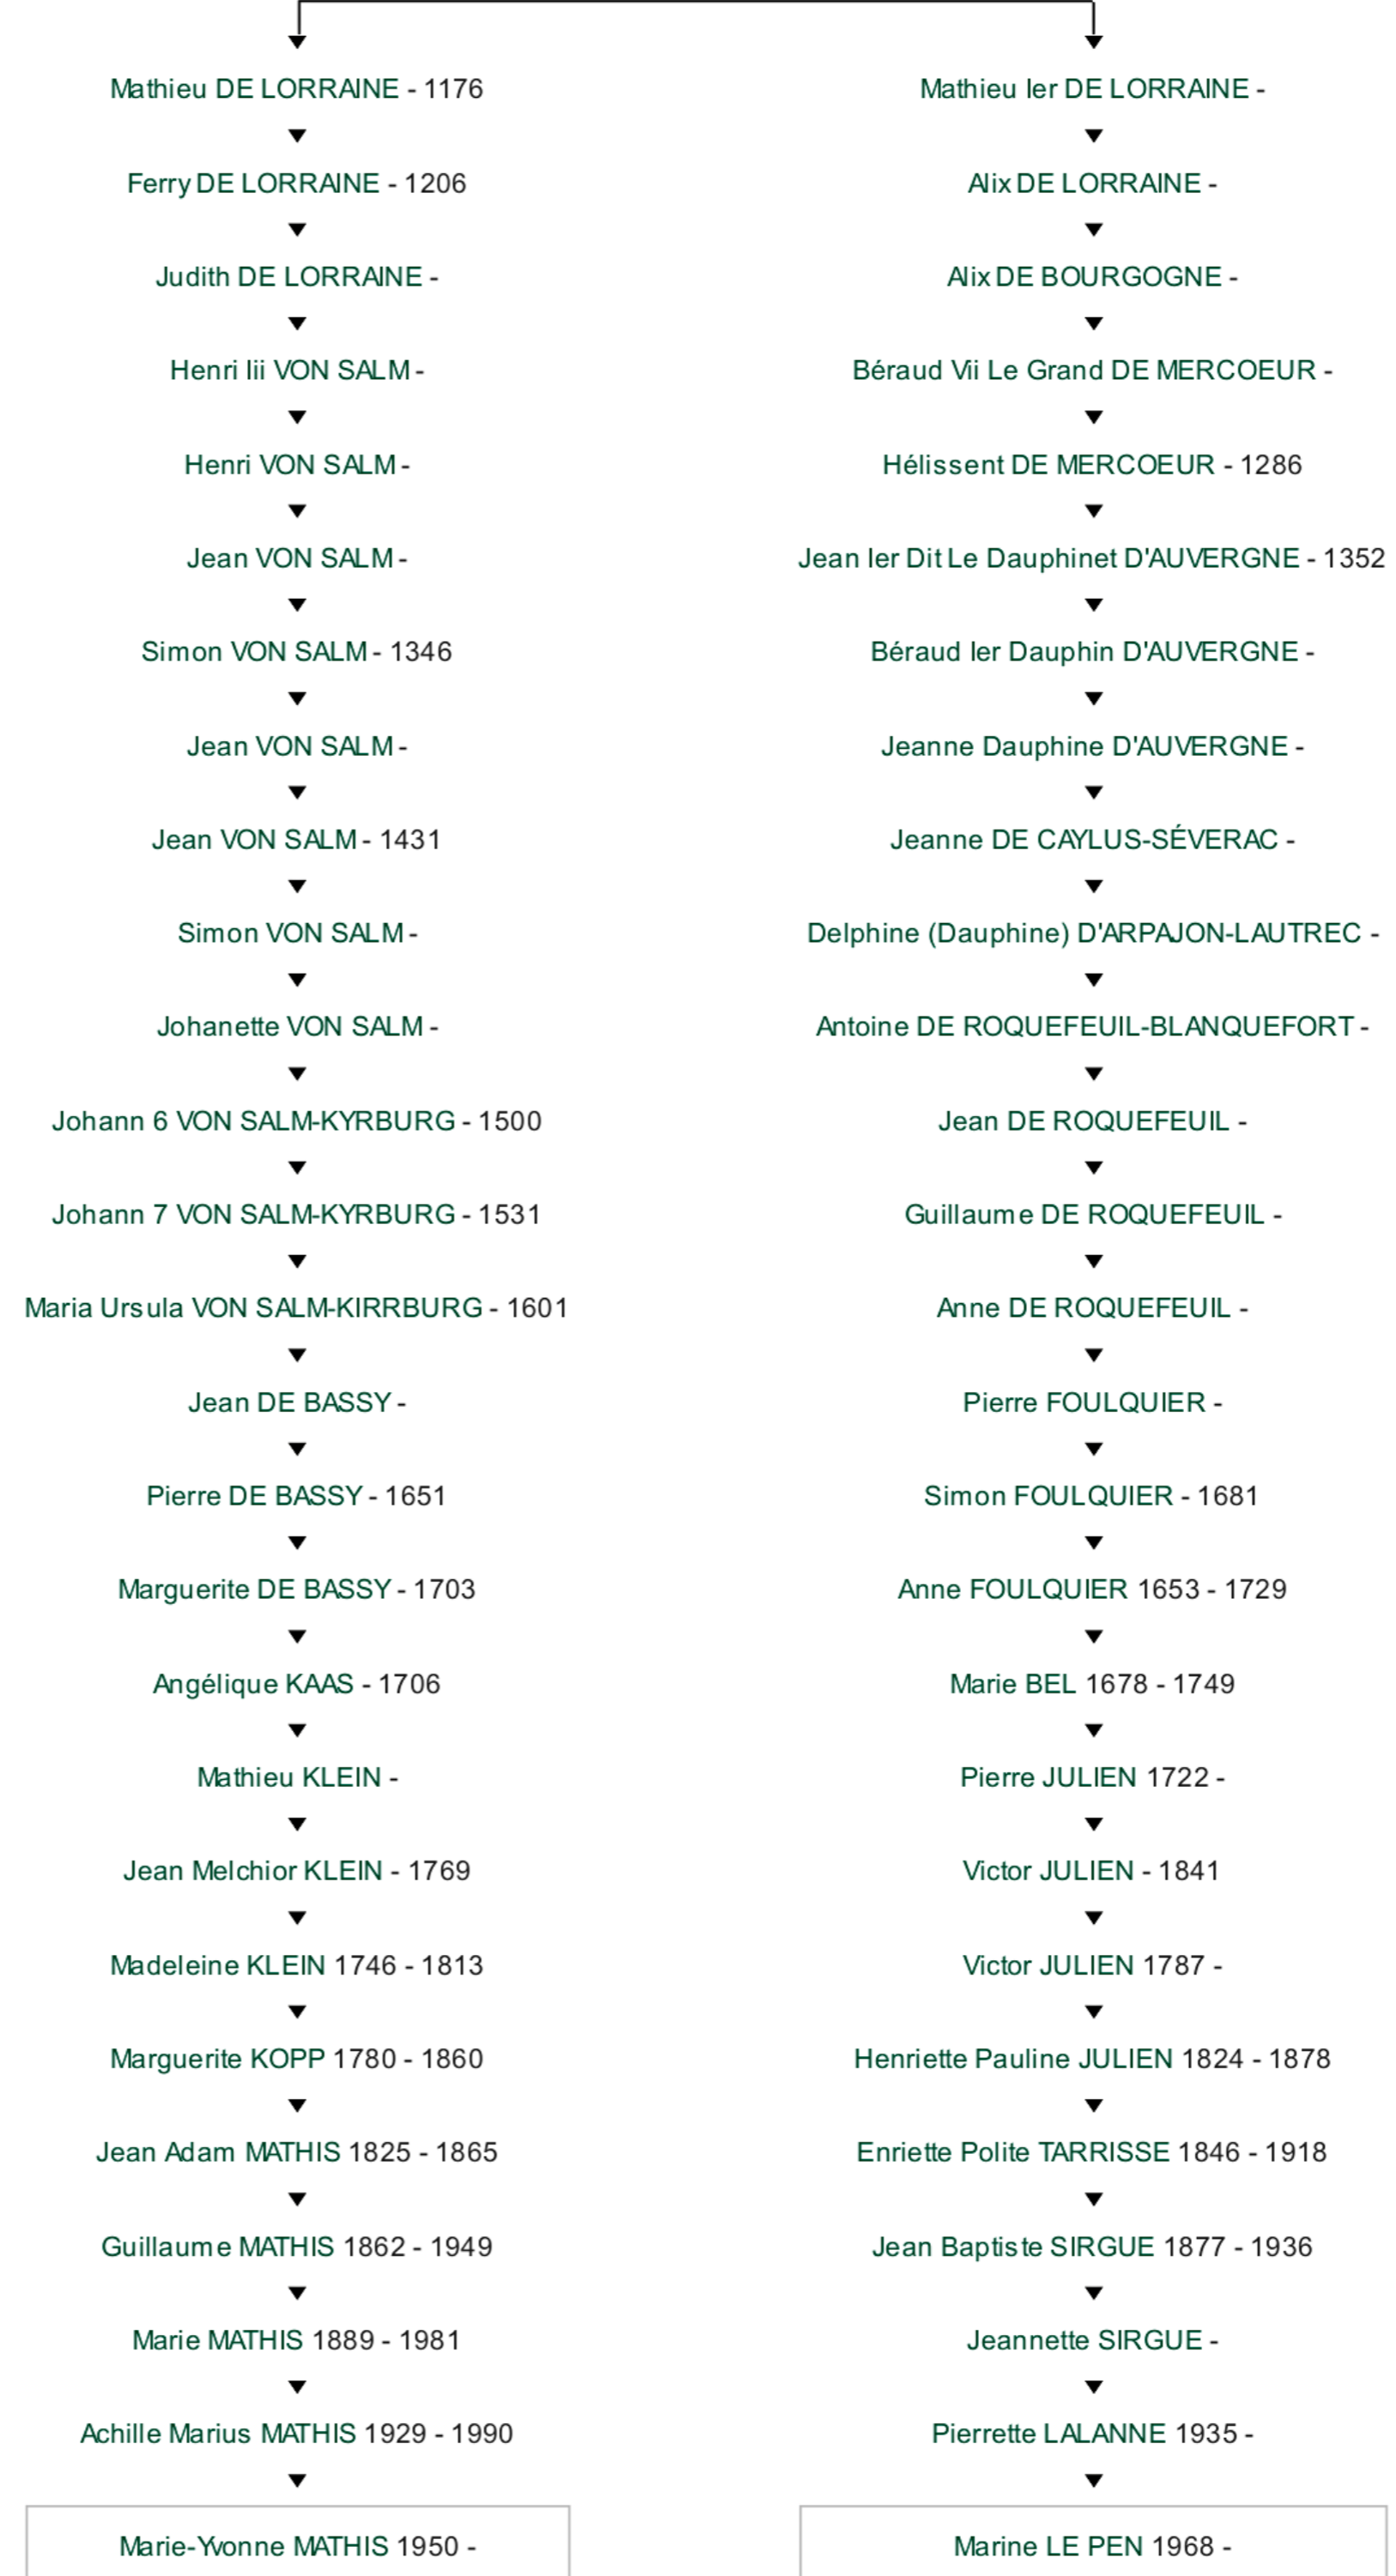 Mathieu DE LORRAINE - 1176
Ferry DE LORRAINE - 1206
Judith DE LORRAINE -
Henri Iii VON SALM -
Henri VON SALM -
Jean VON SALM -
Simon VON SALM - 1346
Jean VON SALM -
Jean VON SALM - 1431
Simon VON SALM -
Johanette VON SALM -
Johann 6 VON SALM-KYRBURG - 1500
Johann 7 VON SALM-KYRBURG - 1531
Maria Ursula VON SALM-KIRRBURG - 1601
Jean DE BASSY -
Pierre DE BASSY - 1651
Marguerite DE BASSY - 1703
Angélique KAAS - 1706
Mathieu KLEIN -
Jean Melchior KLEIN - 1769
Madeleine KLEIN 1746 - 1813
Marguerite KOPP 1780 - 1860
Jean Adam MATHIS 1825 - 1865
Guillaume MATHIS 1862 - 1949
Marie MATHIS 1889 - 1981
Achille Marius MATHIS 1929 - 1990
Marie-Yvonne MATHIS 1950 -
Mathieu Ier DE LORRAINE -
Alix DE LORRAINE -
Alix DE BOURGOGNE -
Béraud Vii Le Grand DE MERCOEUR -
Hélissent DE MERCOEUR - 1286
Jean Ier Dit Le Dauphinet D'AUVERGNE - 1352
Béraud Ier Dauphin D'AUVERGNE -
Jeanne Dauphine D'AUVERGNE -
Jeanne DE CAYLUS-SÉVERAC -
Delphine (Dauphine) D'ARPAJON-LAUTREC -
Antoine DE ROQUEFEUIL-BLANQUEFORT -
Jean DE ROQUEFEUIL -
Guillaume DE ROQUEFEUIL -
Anne DE ROQUEFEUIL -
Pierre FOULQUIER -
Simon FOULQUIER - 1681
Anne FOULQUIER 1653 - 1729
Marie BEL 1678 - 1749
Pierre JULIEN 1722 -
Victor JULIEN - 1841
Victor JULIEN 1787 -
Henriette Pauline JULIEN 1824 - 1878
Enriette Polite TARRISSE 1846 - 1918
Jean Baptiste SIRGUE 1877 - 1936
Jeannette SIRGUE -
Pierrette LALANNE 1935 -
Marine LE PEN 1968 -